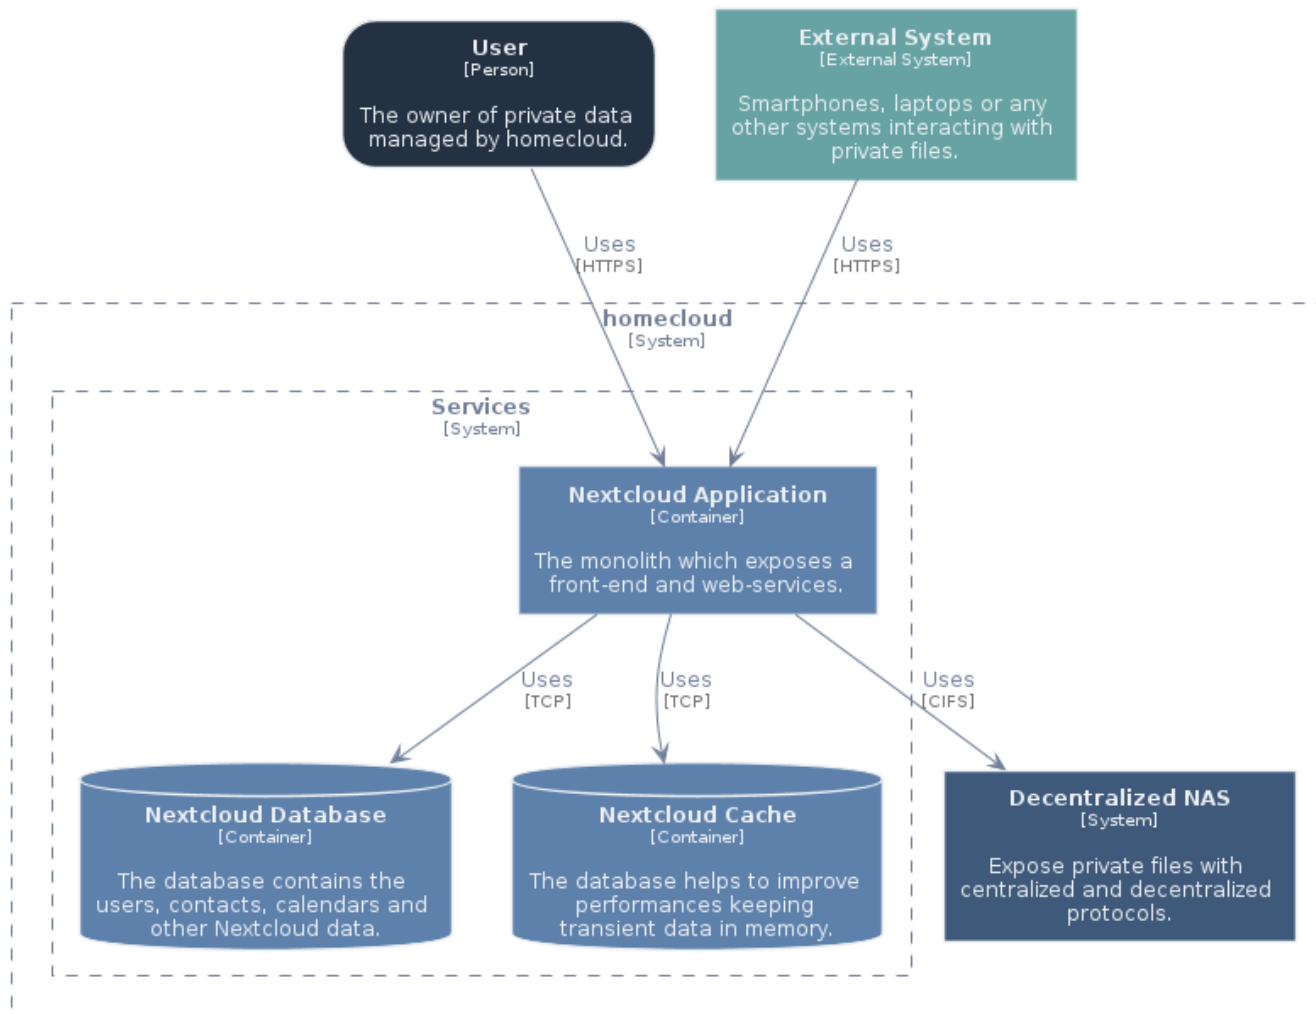 User
[Person]
The owner of private data
managed by homecloud.
External System
[External System]
Smartphones, laptops or any
other systems interacting with
private files.
Uses
[HTTPS]
Uses
[HTTPS]
homecloud
[System]
Services
[System]
Nextcloud Application
[Container]
The monolith which exposes a
front-end and web-services.
Uses
[TCP]
Uses
[TCP]
Uses
[CIFS]
Nextcloud Database
[Container]
The database contains the
users, contacts, calendars and
other Nextcloud data.
Nextcloud Cache
[Container]
The database helps to improve
performances keeping
transient data in memory.
Decentralized NAS
[System]
Expose private files with
centralized and decentralized
protocols.